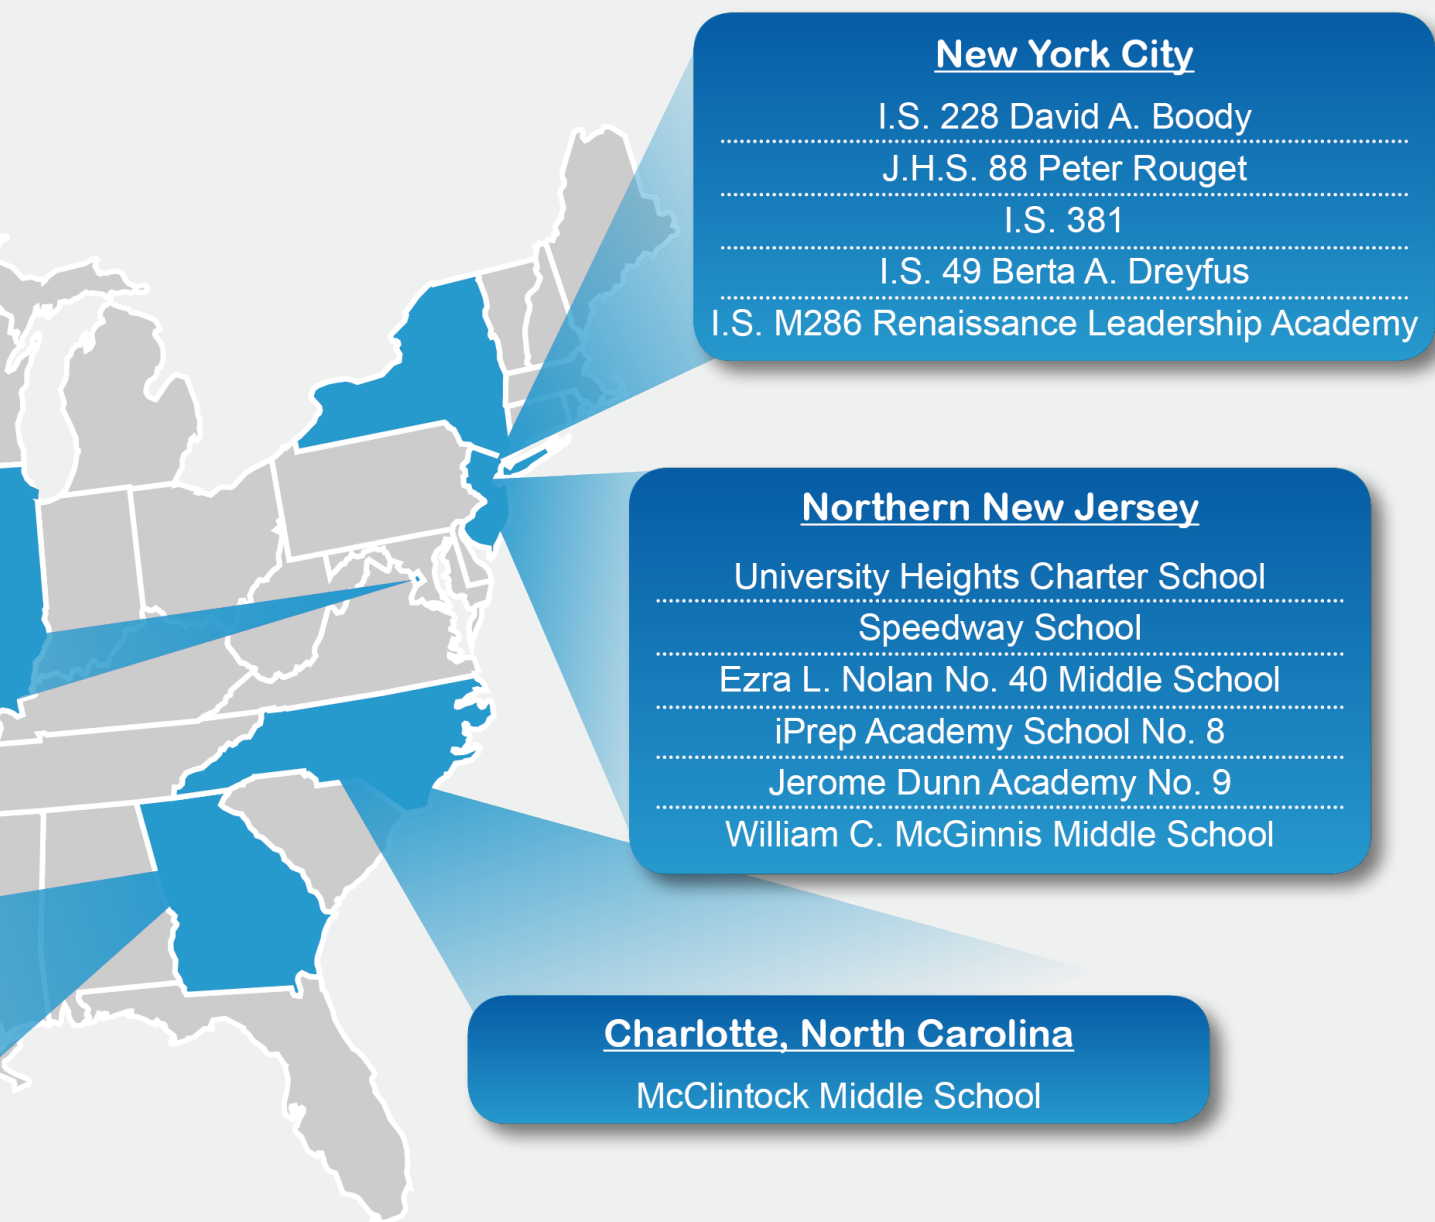 New York City
I.S. 228 David A. Boody
J.H.S. 88 Peter Rouget
I.S. 381
I.S. 49 Berta A. Dreyfus
I.S. M286 Renaissance Leadership Academy
Northern New Jersey
University Heights Charter School
Speedway School
Ezra L. Nolan No. 40 Middle School
iPrep Academy School No. 8
Jerome Dunn Academy No. 9
William C. McGinnis Middle School
Charlotte, North Carolina
McClintock Middle School